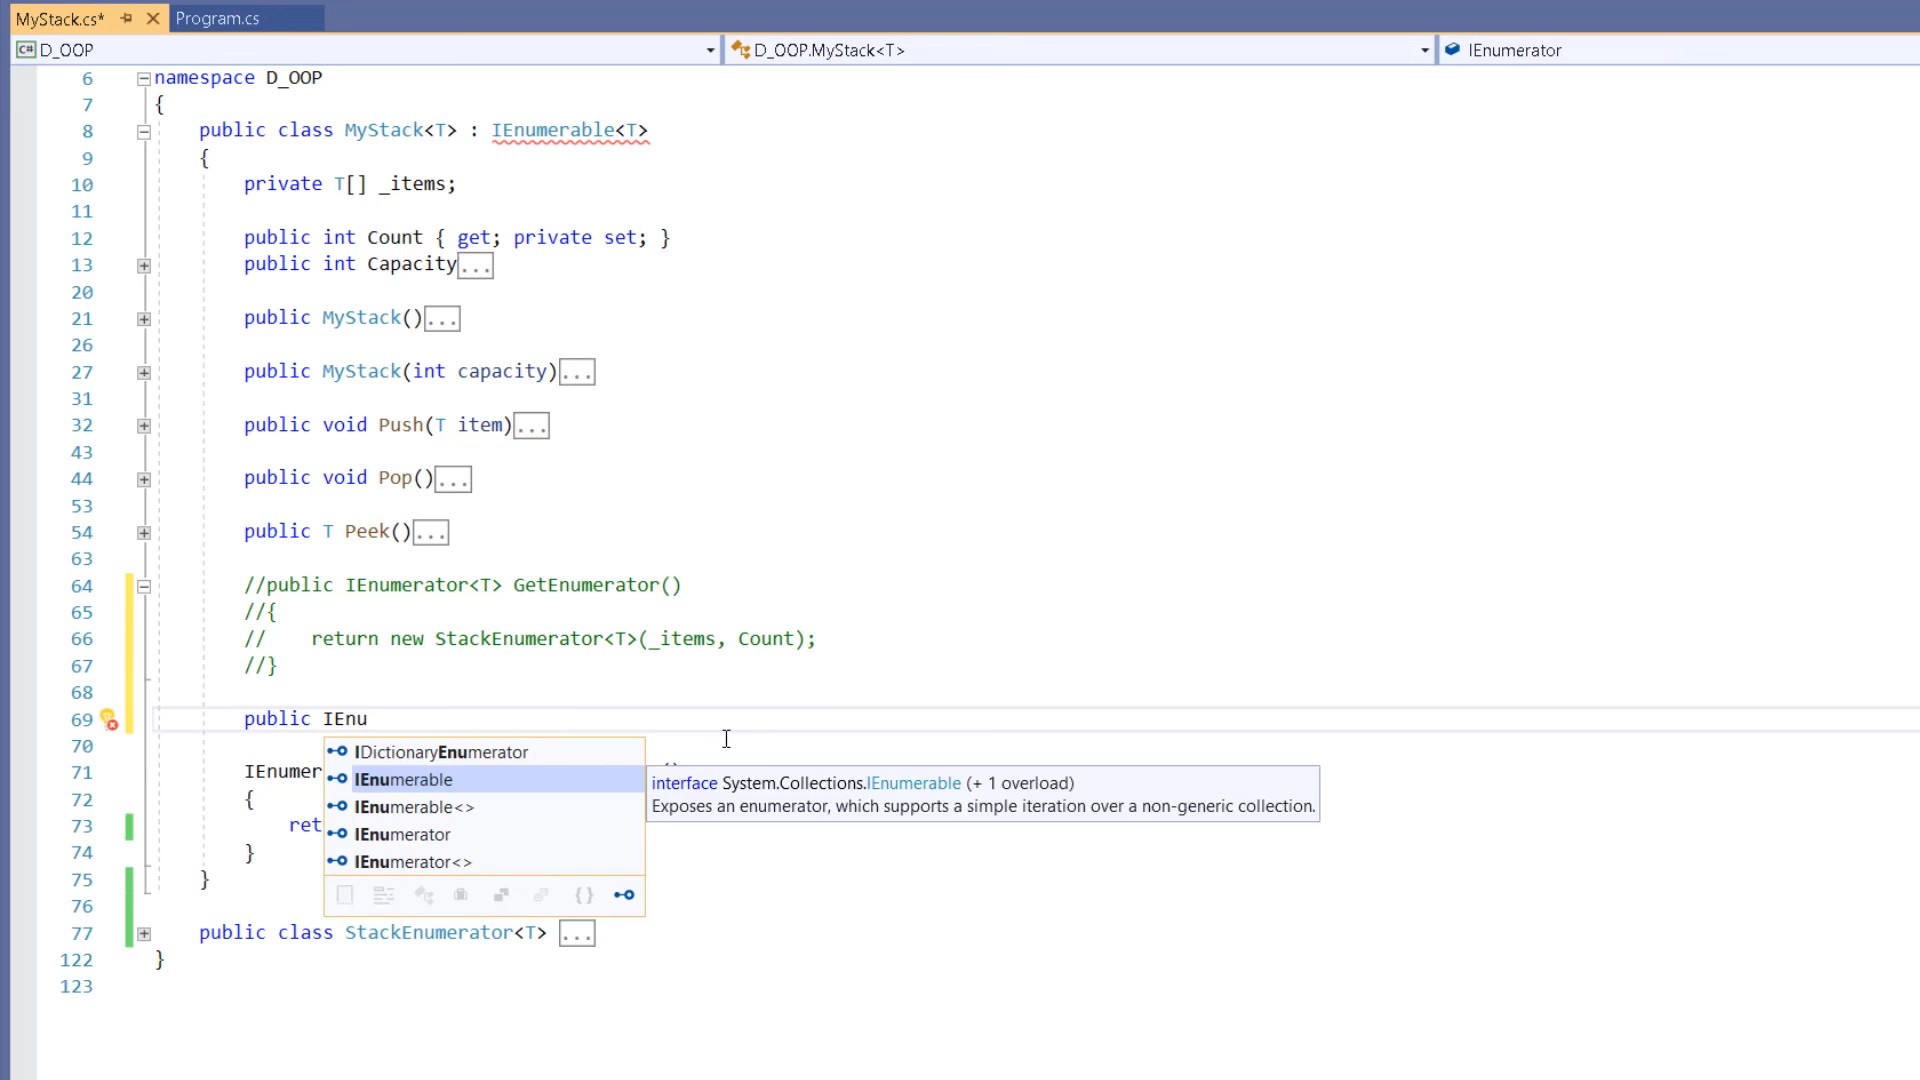 MyStack.cs*
Program.cs
C# D_OOP
D_OOP.MyStack<T>
IEnumerator
6 namespace D_OOP
7 {
8 public class MyStack<T> : IEnumerable<T>
9 {
10 private T[] _items;
11
12 public int Count { get; private set; }
13 public int Capacity...
20
21 public MyStack()...
26
27 public MyStack(int capacity)...
31
32 public void Push(T item)...
43
44 public void Pop()...
53
54 public T Peek()...
63
64 //public IEnumerator<T> GetEnumerator()
65 //{
66 // return new StackEnumerator<T>(_items, Count);
67 //}
68
69 public IEnu
70
IDictionaryEnumerator
71 IEnumer
IEnumerable
interface System.Collections.IEnumerable (+ 1 overload)
72 {
IEnumerable<>
Exposes an enumerator, which supports a simple iteration over a non-generic collection.
73 ret
IEnumerator
74 }
IEnumerator<>
75 }
76
77 public class StackEnumerator<T> ...
122 }
123